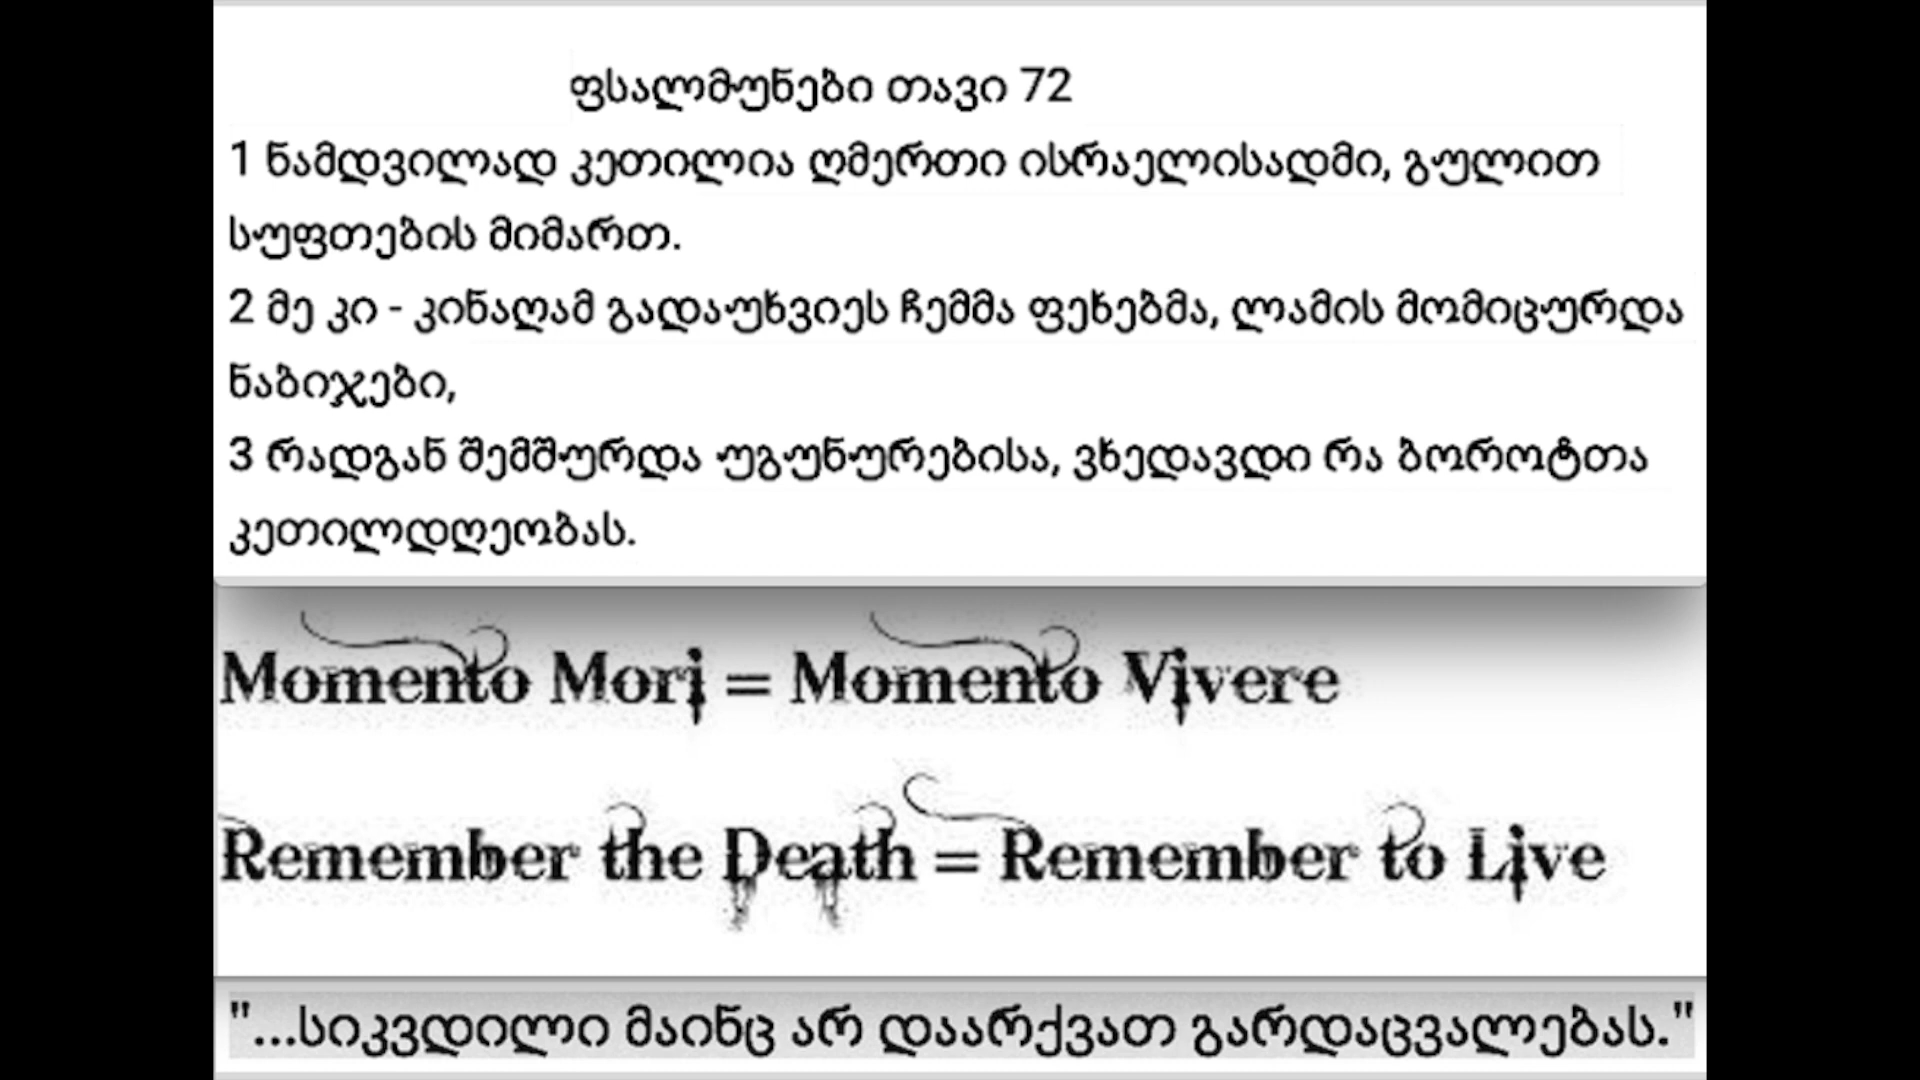 ფსალმუნები თავი 72
1 ნამდვილად კეთილია ღმერთი ისრაელისადმი, გულით
სუფთების მიმართ.
2 მე კი - კინაღამ გადაუხვიეს ჩემმა ფეხებმა, ლამის მომიცურდა
ნაბიჯები,
3 რადგან შემშურდა უგუნურებისა, ვხედავდი რა ბოროტთა
კეთილდღეობას.
Momento Mori = Momento Vivere
Remember the Death = Remember to Live
"...სიკვდილი მაინც არ დაარქვათ გარდაცვალებას."